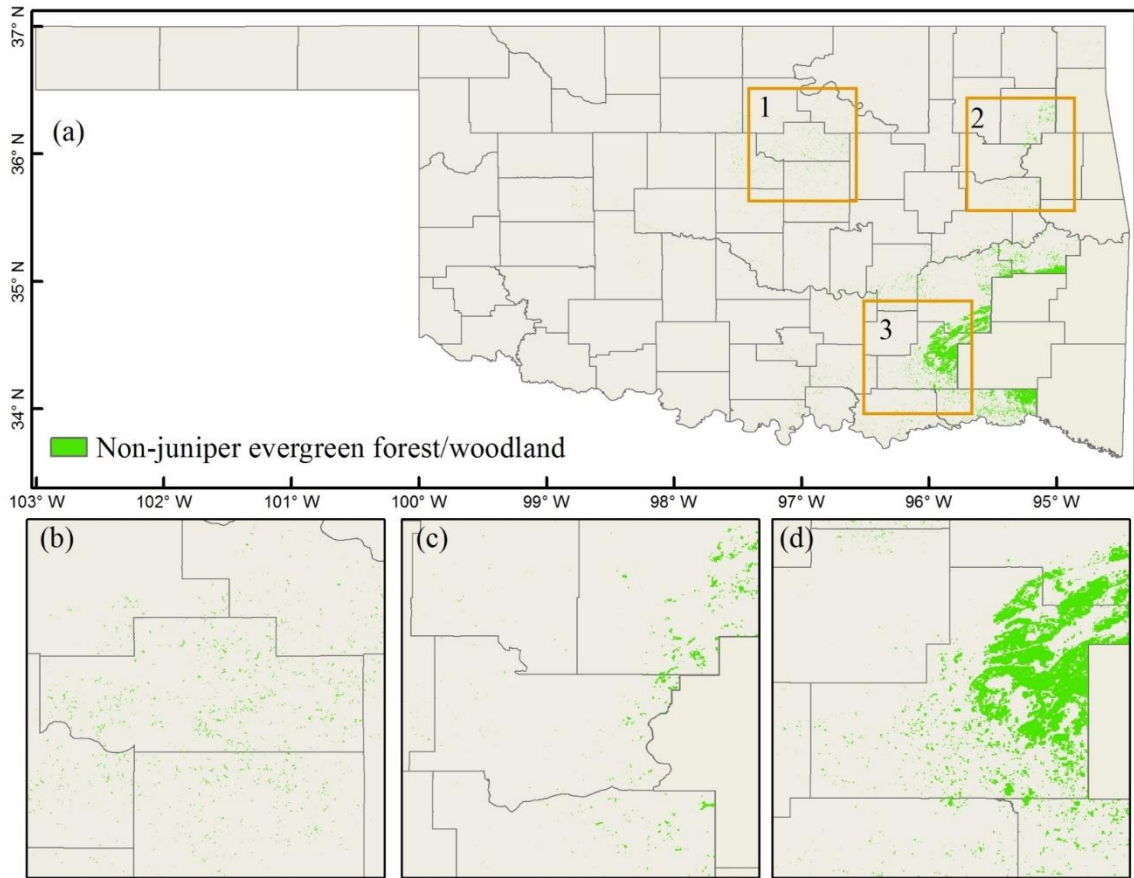 37° N
36° N
35° N
34° N
(a)
1
2
3
Non-juniper evergreen forest/woodland
103° W 102° W 101° W 100° W 99° W 98° W 97° W 96° W 95° W
(b) (c) (d)